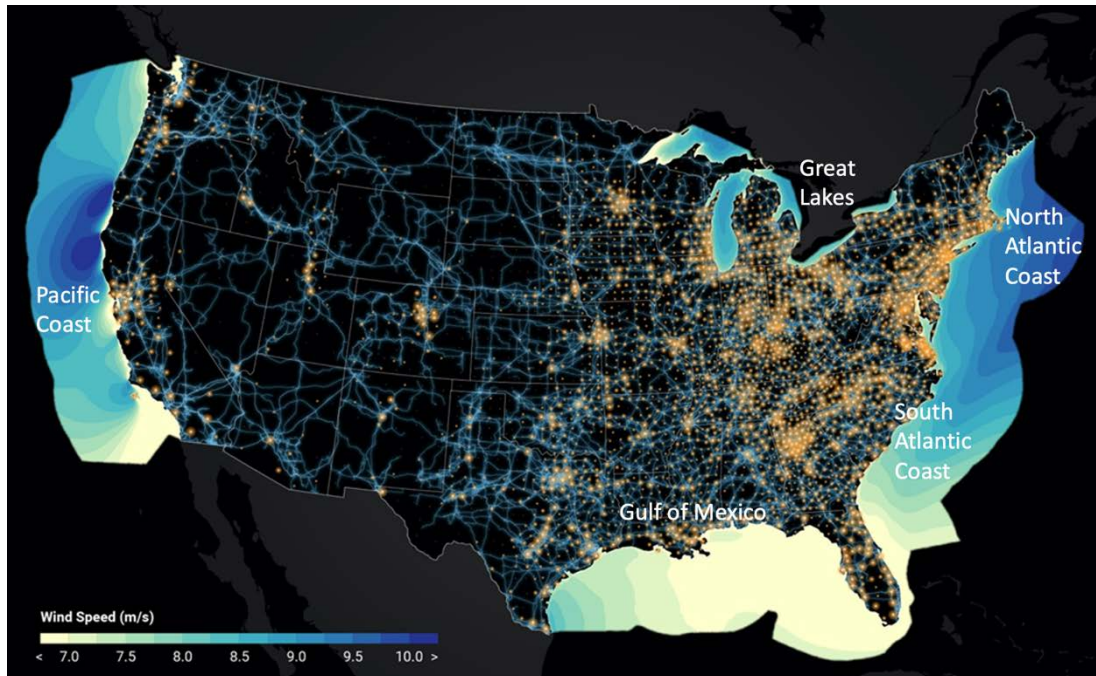 Great
Lakes
North
Atlantic
Coast
Pacific
Coast
South
Atlantic
Coast
Gulf of Mexico
Wind Speed (m/s)
< 7.0 7.5 8.0 8.5 9.0 9.5 10.0 >